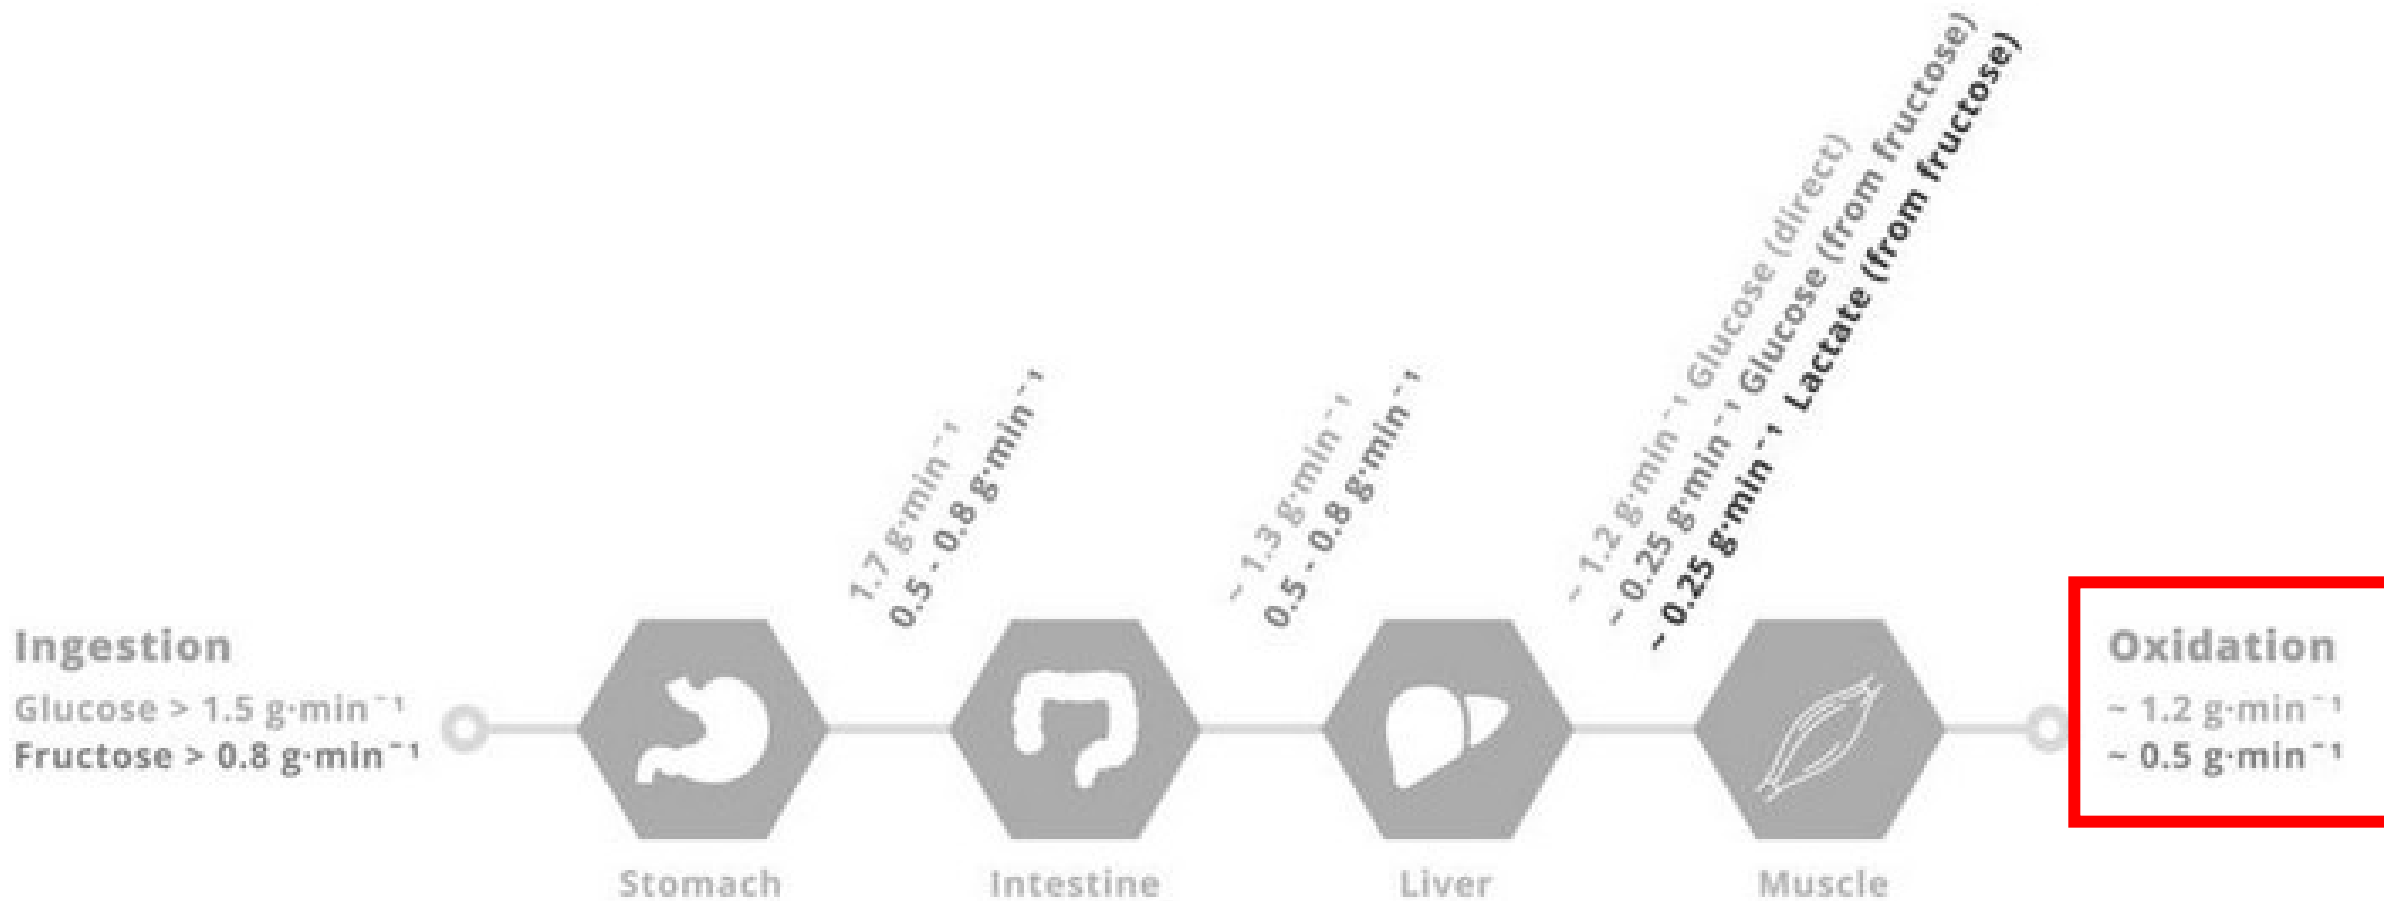 Ingestion
Glucose > 1.5 g·min⁻¹
Fructose > 0.8 g·min⁻¹
1.7 g·min⁻¹
0.5 - 0.8 g·min⁻¹
~ 1.3 g·min⁻¹
0.5 - 0.8 g·min⁻¹
~ 1.2 g·min⁻¹ Glucose (direct)
~ 0.25 g·min⁻¹ Glucose (from fructose)
~ 0.25 g·min⁻¹ Lactate (from fructose)
Oxidation
~ 1.2 g·min⁻¹
~ 0.5 g·min⁻¹
Stomach
Intestine
Liver
Muscle